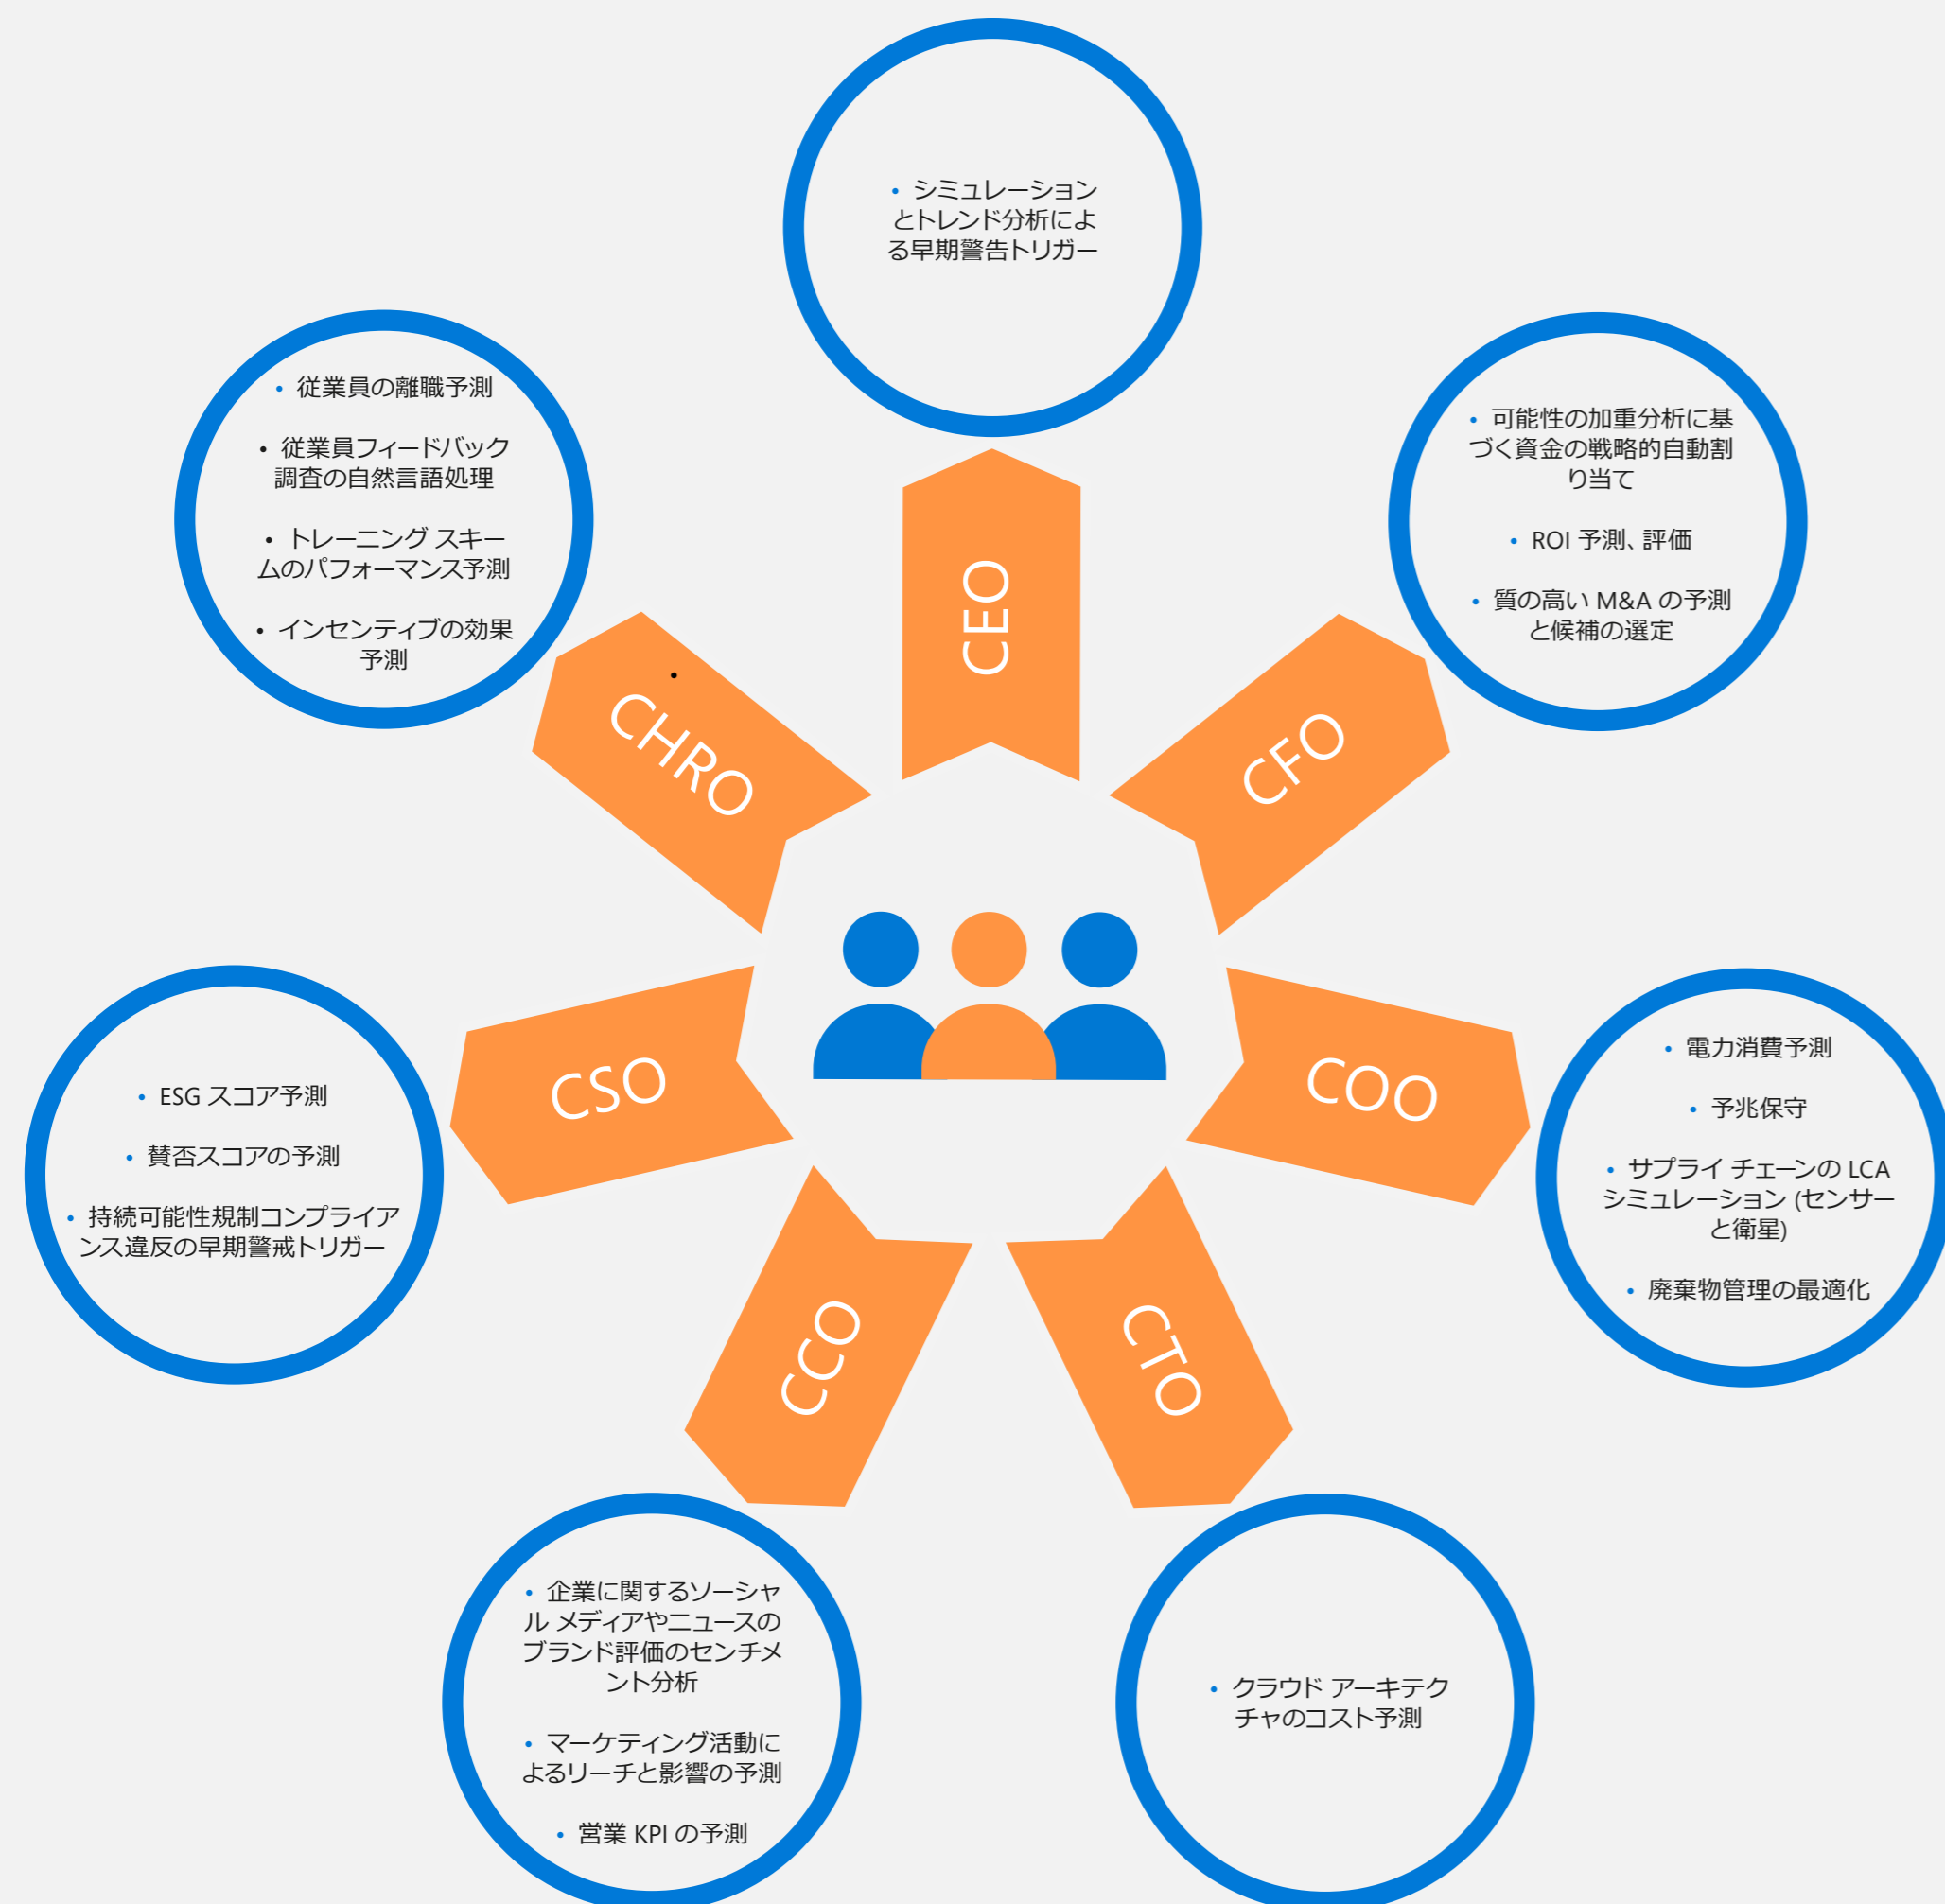 • シミュレーション
とトレンド分析によ
る早期警告トリガー
CEO
• 可能性の加重分析に基
づく資金の戦略的自動割
り当て
• ROI 予測、評価
• 質の高い M&A の予測
と候補の選定
CFO
• 電力消費予測
• 予兆保守
• サプライ チェーンの LCA
シミュレーション (センサー
と衛星)
• 廃棄物管理の最適化
COO
• クラウド アーキテク
チャのコスト予測
CTO
• 企業に関するソーシャ
ル メディアやニュースの
ブランド評価のセンチメ
ント分析
• マーケティング活動に
よるリーチと影響の予測
• 営業 KPI の予測
CCO
• ESG スコア予測
• 賛否スコアの予測
• 持続可能性規制コンプライア
ンス違反の早期警戒トリガー
CSO
• 従業員の離職予測
• 従業員フィードバック
調査の自然言語処理
• トレーニング スキー
ムのパフォーマンス予測
• インセンティブの効果
予測
CHRO